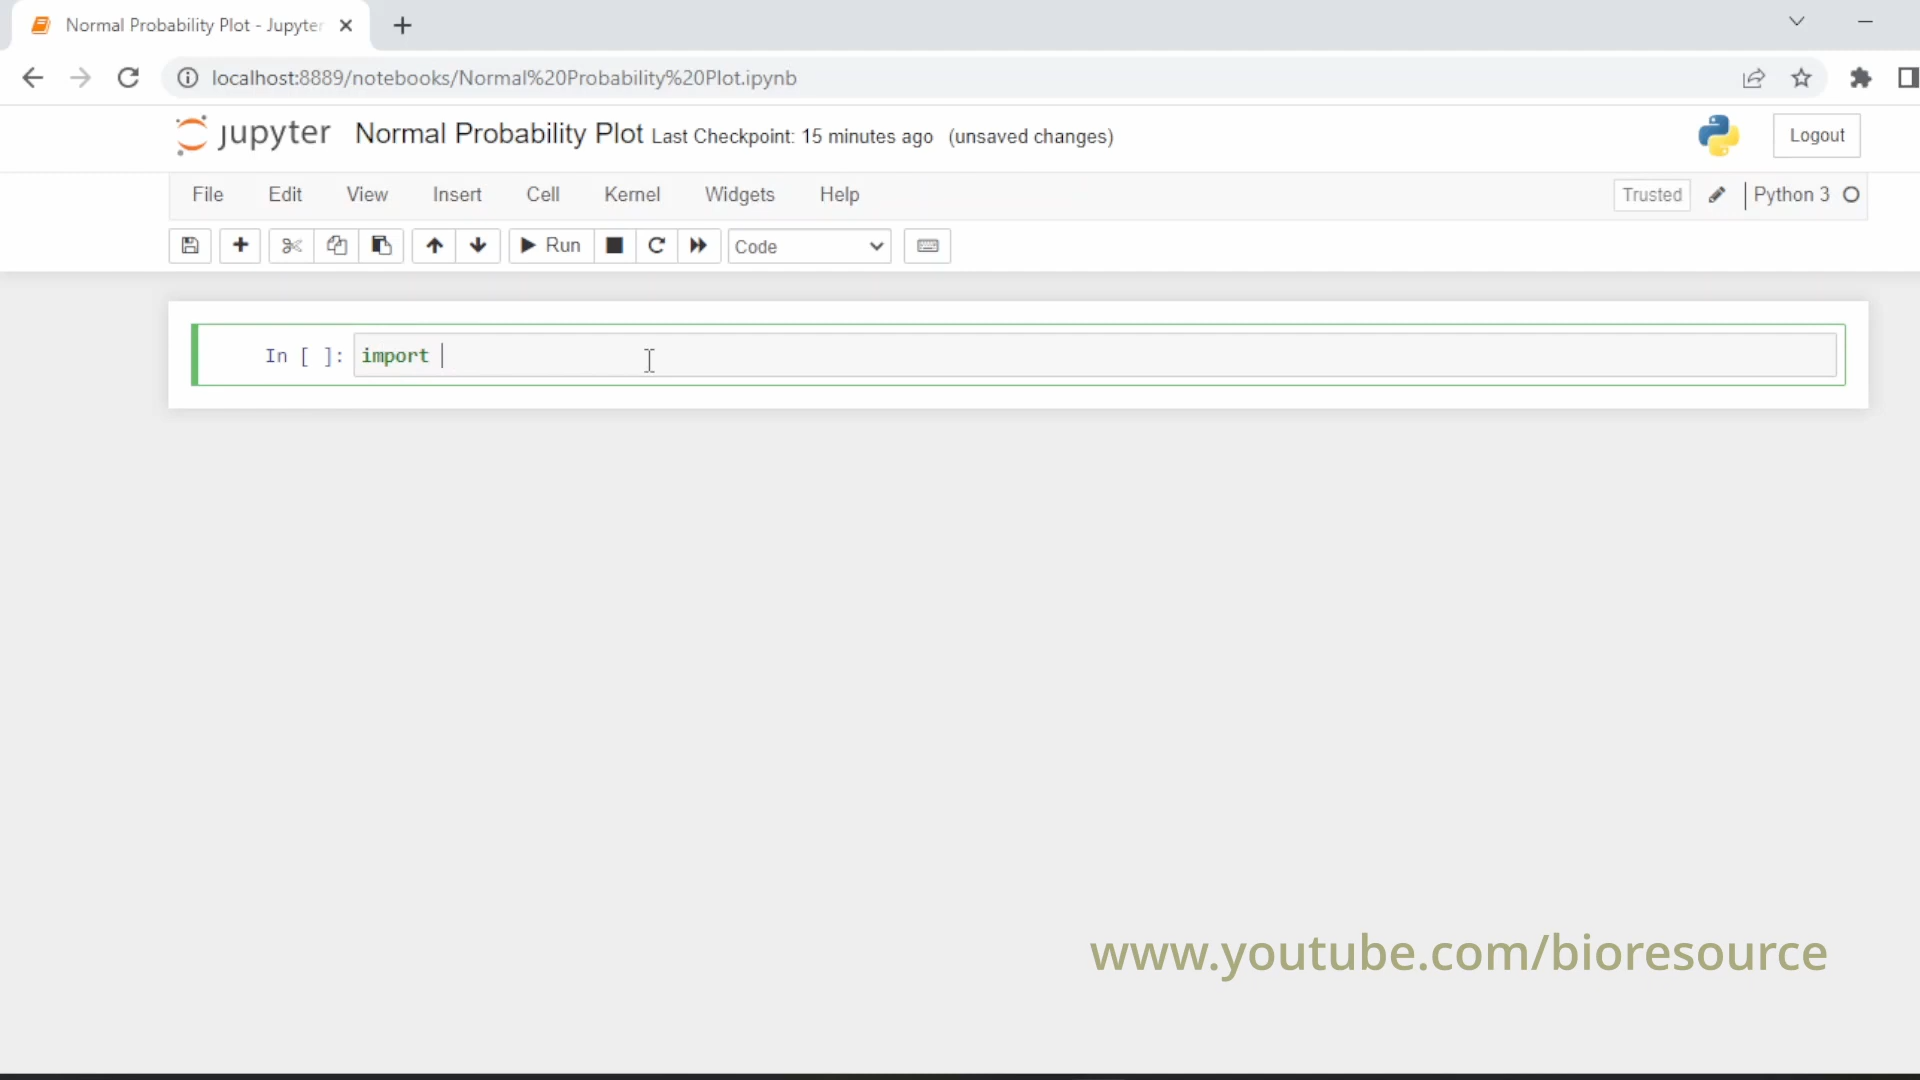 Normal Probability Plot - Jupyter
localhost:8889/notebooks/Normal%20Probability%20Plot.ipynb
jupyter Normal Probability Plot Last Checkpoint: 15 minutes ago (unsaved changes)
Logout
File Edit View Insert Cell Kernel Widgets Help
Trusted Python 3
Run Code
In [ ]: import
www.youtube.com/bioresource